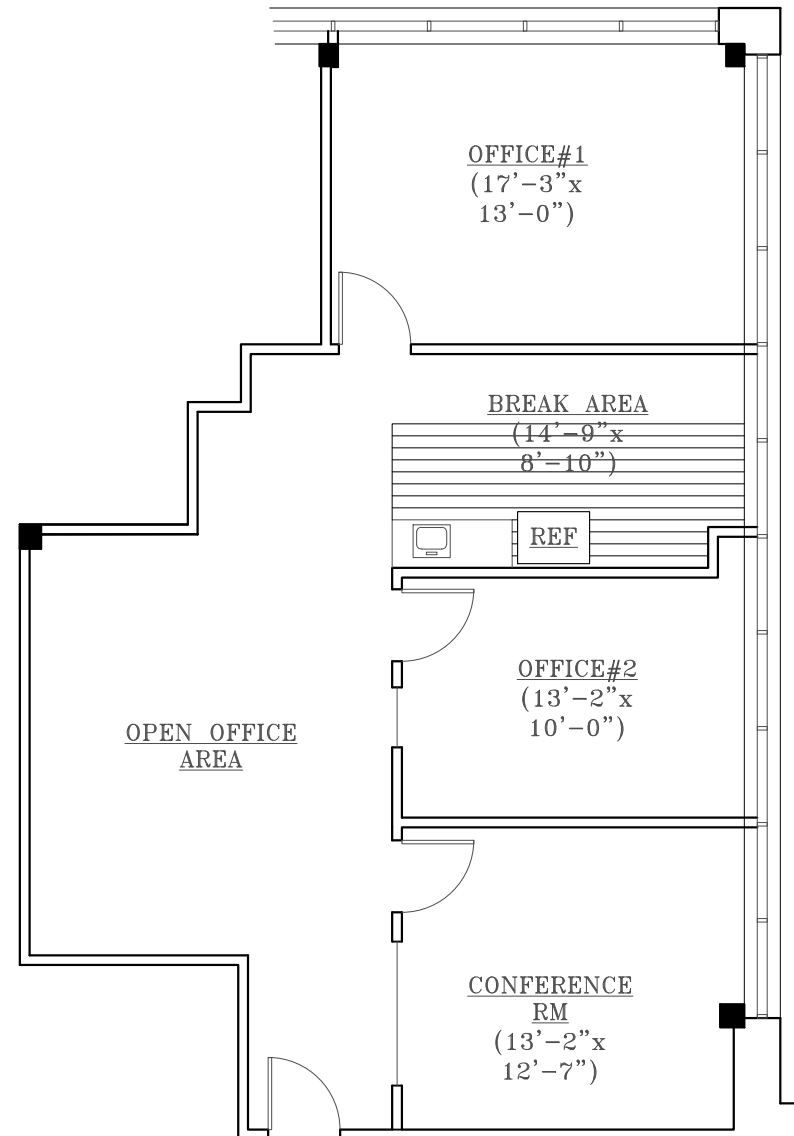 OFFICE#1
(17'-3"x
13'-0")
BREAK AREA
(14'-9"x
8'-10")
REF
OFFICE#2
(13'-2"x
10'-0")
OPEN OFFICE
AREA
CONFERENCE
RM
(13'-2"x
12'-7")